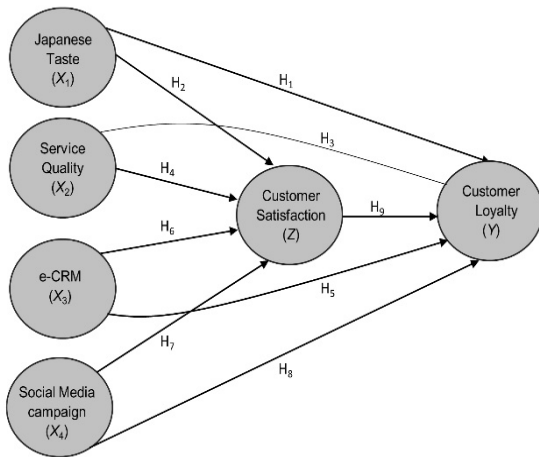 Japanese
Taste
(X₁)
H₁
H₂
Service
Quality
(X₂)
H₃
H₄
Customer
Satisfaction
(Z)
H₉
Customer
Loyalty
(Y)
H₆
e-CRM
(X₃)
H₅
H₇
Social Media
campaign
(X₄)
H₈